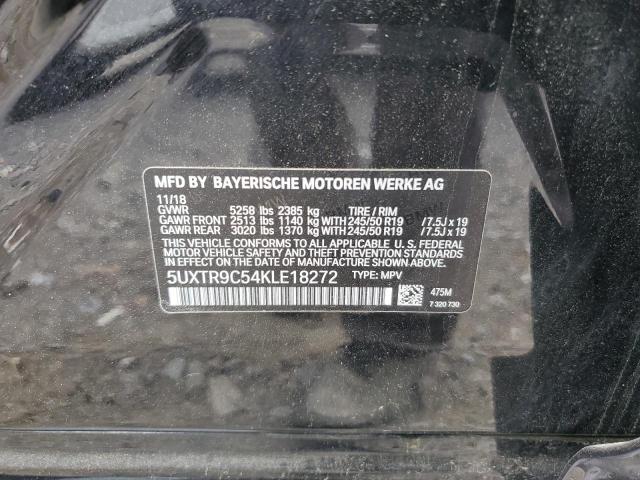 MFD BY BAYERISCHE MOTOREN WERKE AG
11/18
GVWR 5258 lbs 2385 kg TIRE / RIM
GAWR FRONT 2513 lbs 1140 kg WITH 245/50 R19 /7.5J x 19
GAWR REAR 3020 lbs 1370 kg WITH 245/50 R19 /7.5J x 19
THIS VEHICLE CONFORMS TO ALL APPLICABLE U. S. FEDERAL
MOTOR VEHICLE SAFETY AND THEFT PREVENTION STANDARDS
IN EFFECT ON THE DATE OF MANUFACTURE SHOWN ABOVE.
5UXTR9C54KLE18272 TYPE: MPV
475M
7 320 730